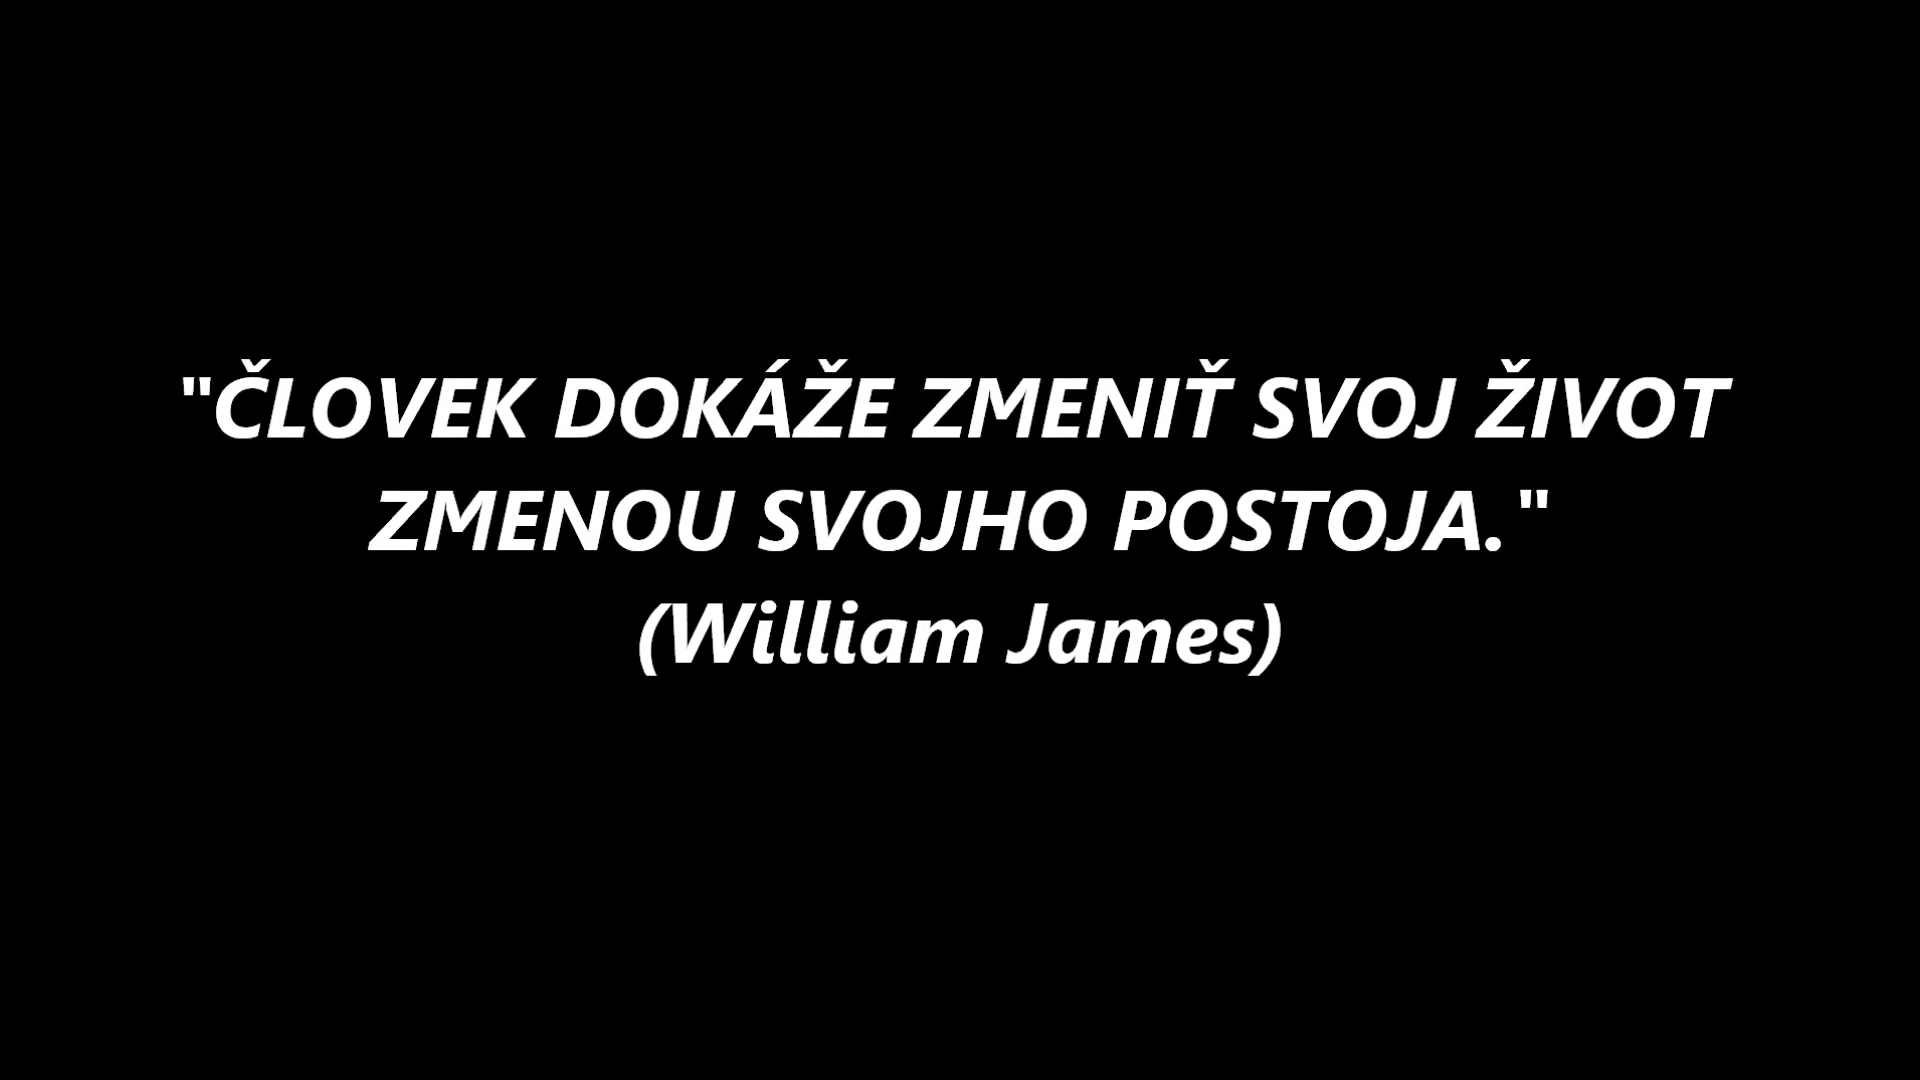 "ČLOVEK DOKÁŽE ZMENIŤ SVOJ ŽIVOT
ZMENOU SVOJHO POSTOJA."
(William James)